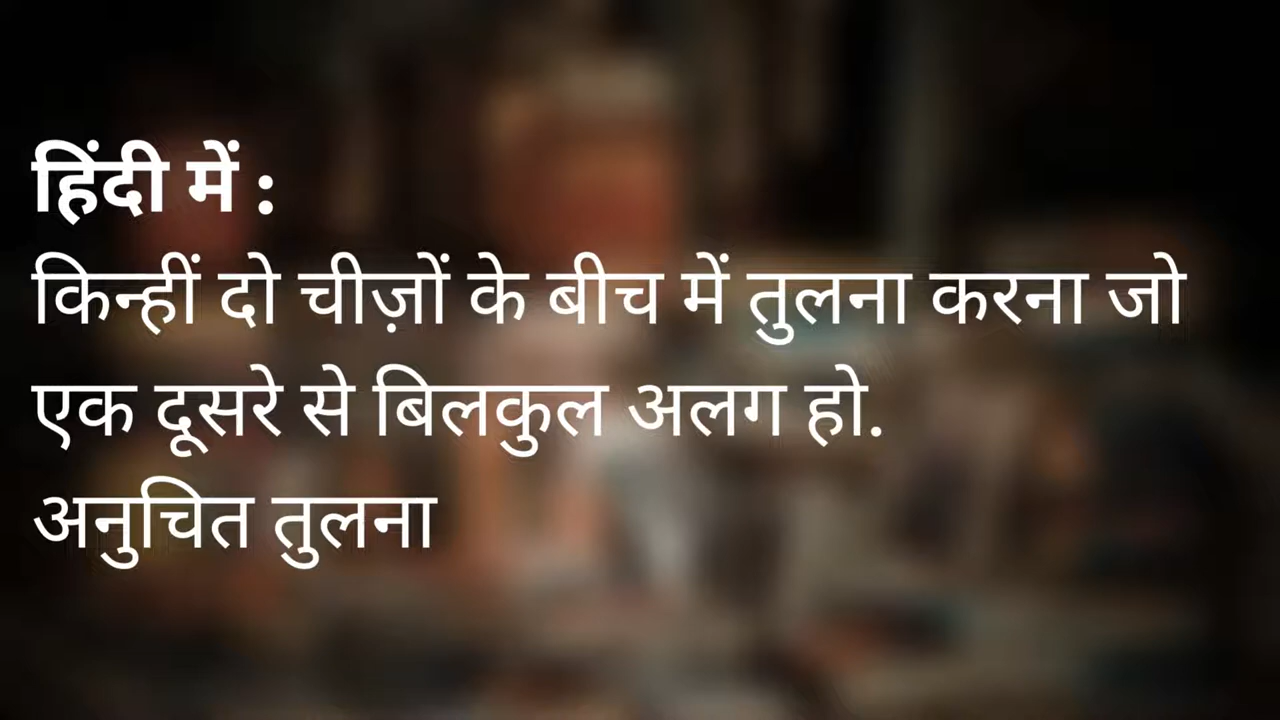 हिंदी में :
किन्हीं दो चीज़ों के बीच में तुलना करना जो
एक दूसरे से बिलकुल अलग हो.
अनुचित तुलना